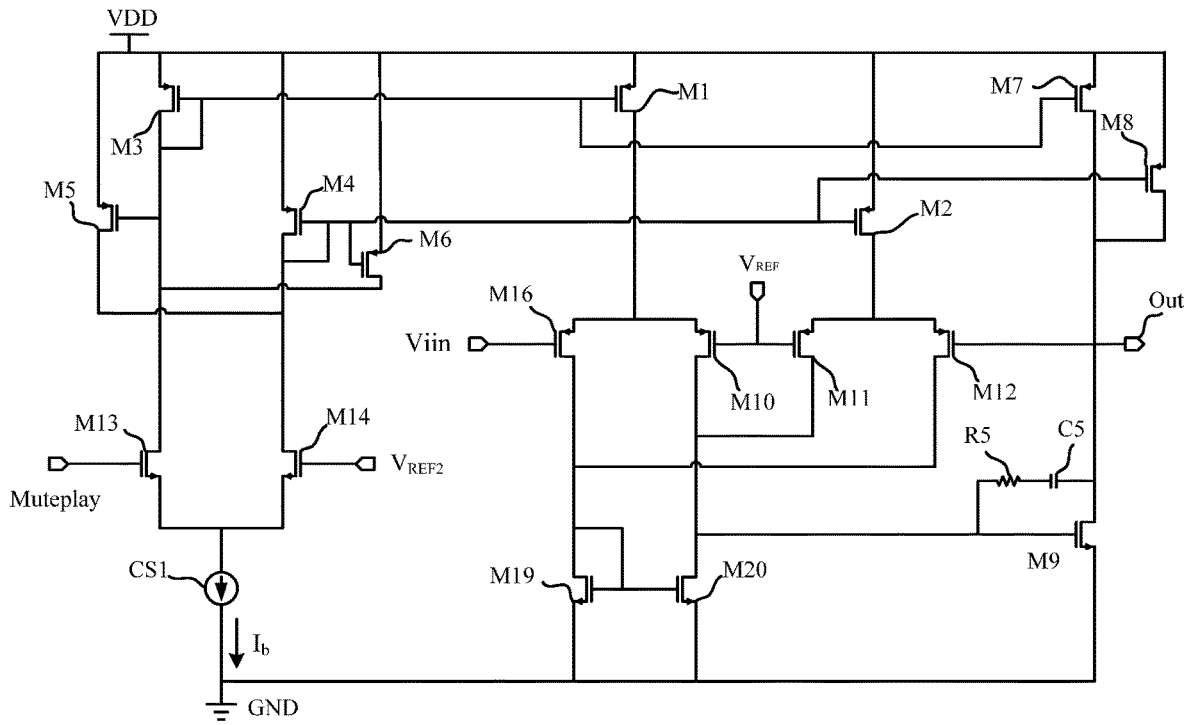 VDD
M3
M1
M7
M8
M5
M4
M6
M2
VREF
M16
Viin
Out
M10
M11
M12
M13
M14
VREF2
Muteplay
R5
C5
M9
CS1
M19
M20
Ib
GND